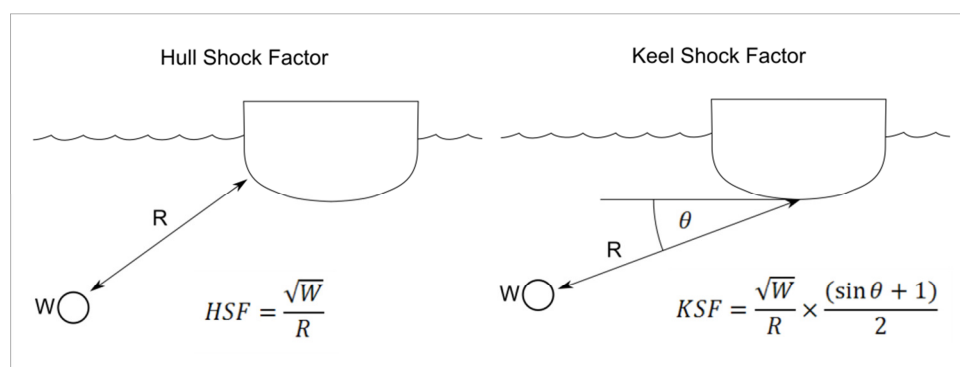 Hull Shock Factor
R
W
HSF = √W / R
Keel Shock Factor
θ
R
W
KSF = √W / R × (sin θ + 1) / 2